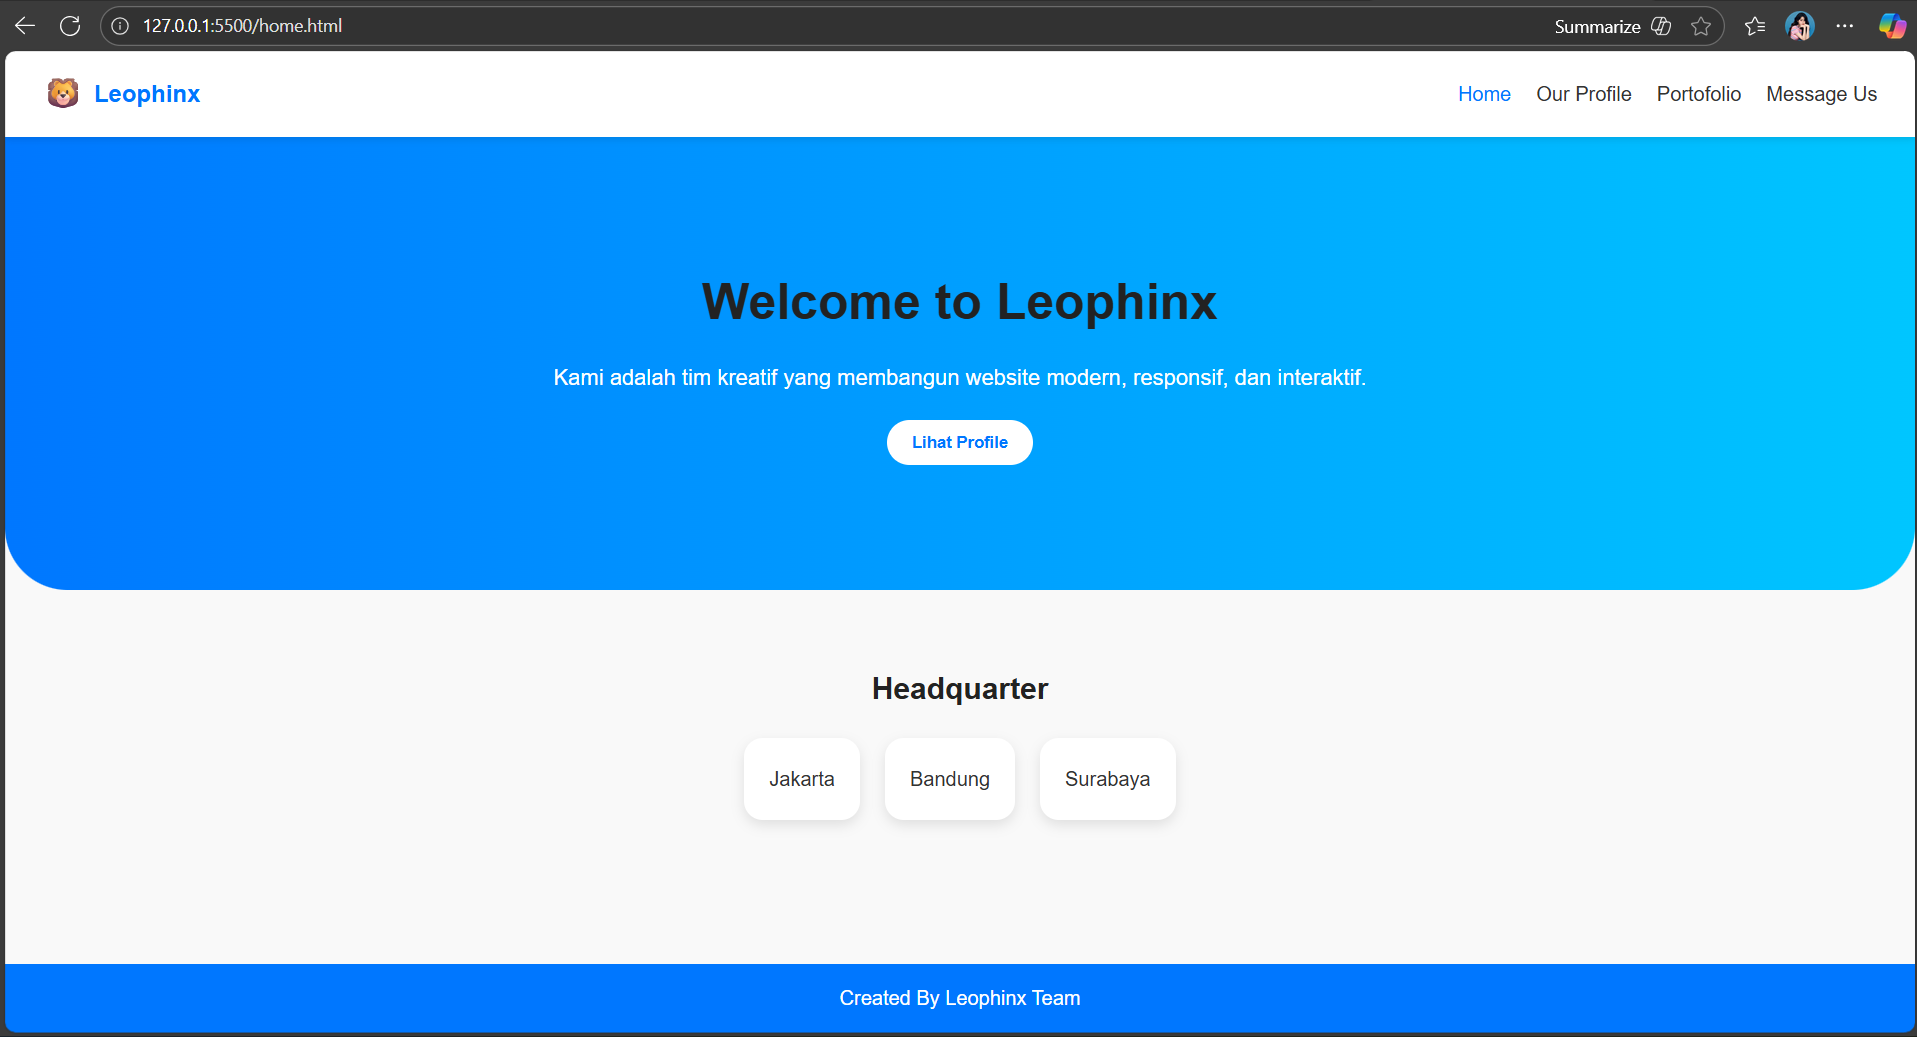 127.0.0.1:5500/home.html
Summarize
Leophinx
Home Our Profile Portofolio Message Us
Welcome to Leophinx
Kami adalah tim kreatif yang membangun website modern, responsif, dan interaktif.
Lihat Profile
Headquarter
Jakarta Bandung Surabaya
Created By Leophinx Team